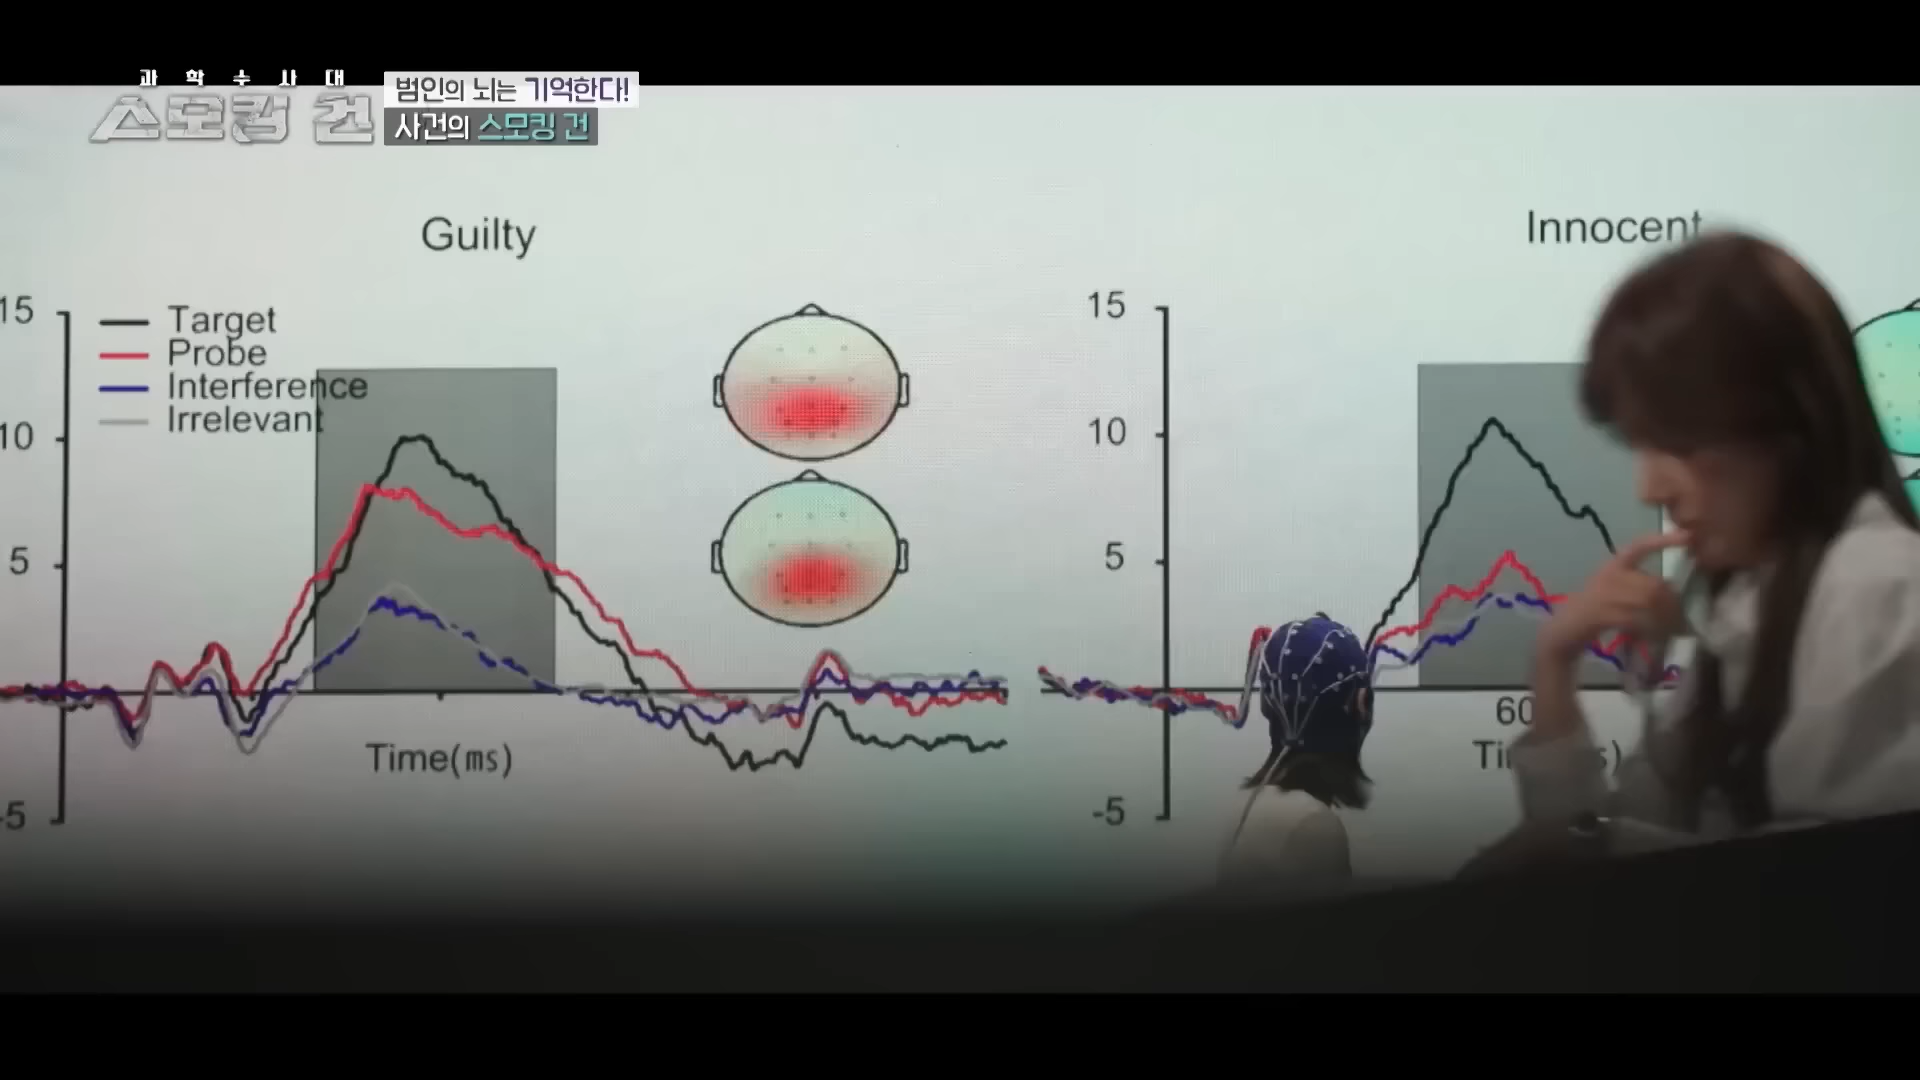 과학수사대
스모킹 건
범인의 뇌는 기억한다!
사건의 스모킹 건
Guilty
15
Target
Probe
Interference
Irrelevant
10
5
-5
Time(ms)
Innocent
15
10
5
-5
60